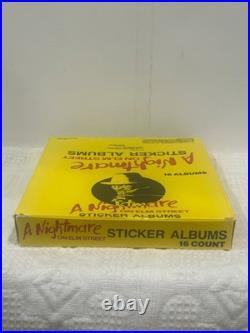 A Nightmare
ON ELM STREET
STICKER ALBUMS
16 ALBUMS
A Nightmare
ON ELM STREET
STICKER ALBUMS
A Nightmare
ON ELM STREET
STICKER ALBUMS
16 COUNT